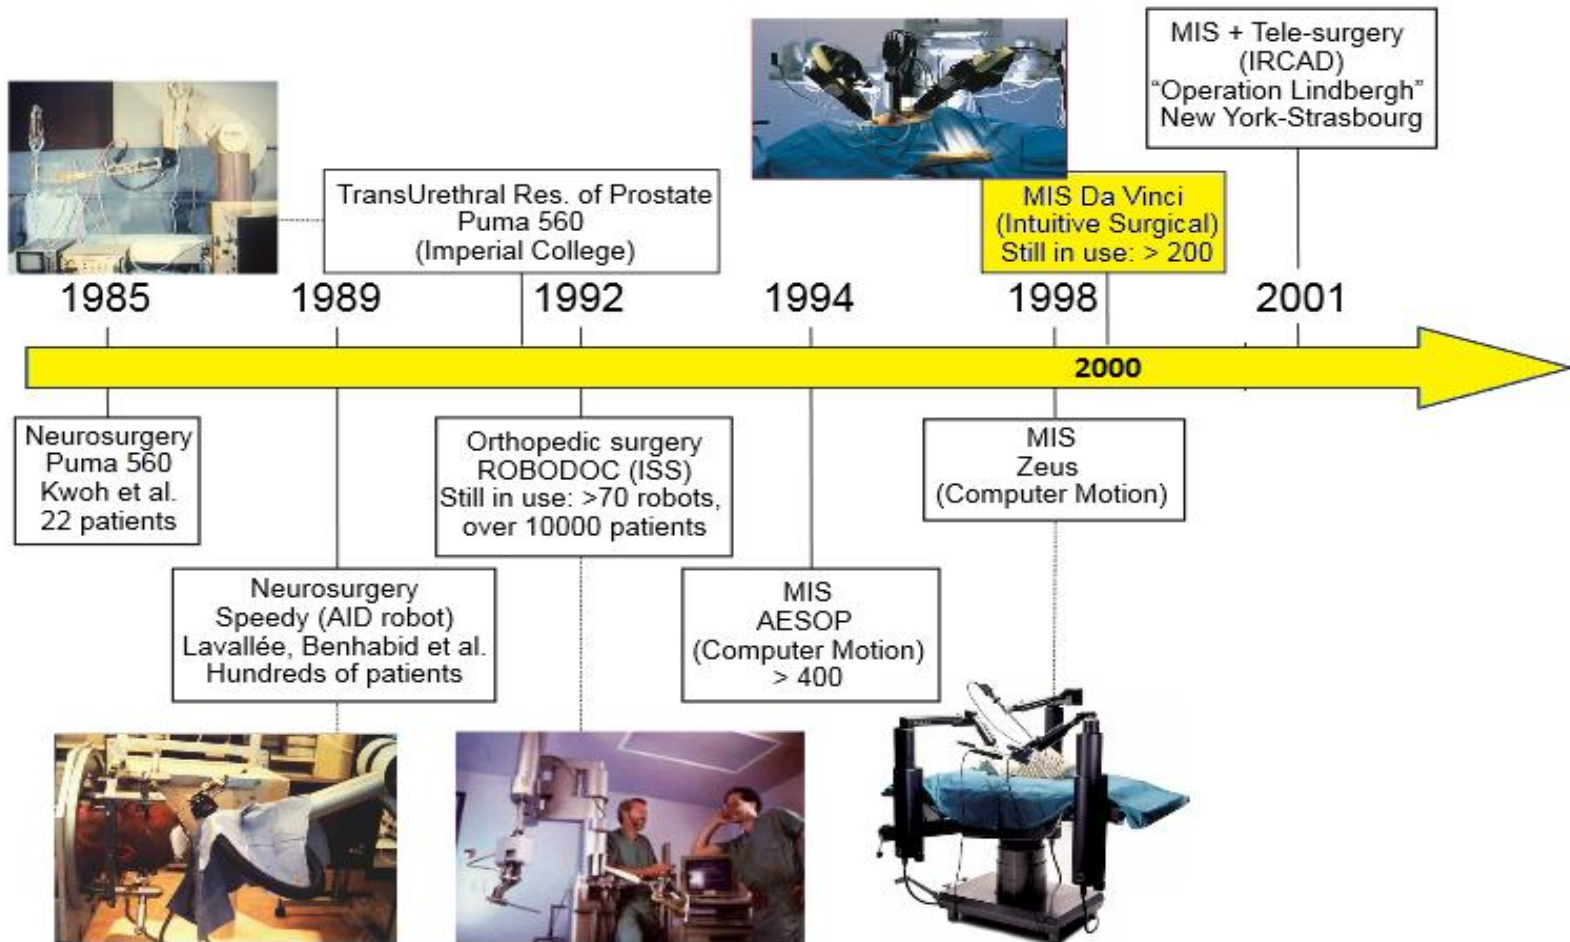 MIS + Tele-surgery
(IRCAD)
“Operation Lindbergh”
New York-Strasbourg
TransUrethral Res. of Prostate
Puma 560
(Imperial College)
MIS Da Vinci
(Intuitive Surgical)
Still in use: > 200
1985
1989
1992
1994
1998
2001
2000
Neurosurgery
Puma 560
Kwoh et al.
22 patients
Orthopedic surgery
ROBODOC (ISS)
Still in use: >70 robots,
over 10000 patients
MIS
Zeus
(Computer Motion)
Neurosurgery
Speedy (AID robot)
Lavallée, Benhabid et al.
Hundreds of patients
MIS
AESOP
(Computer Motion)
> 400